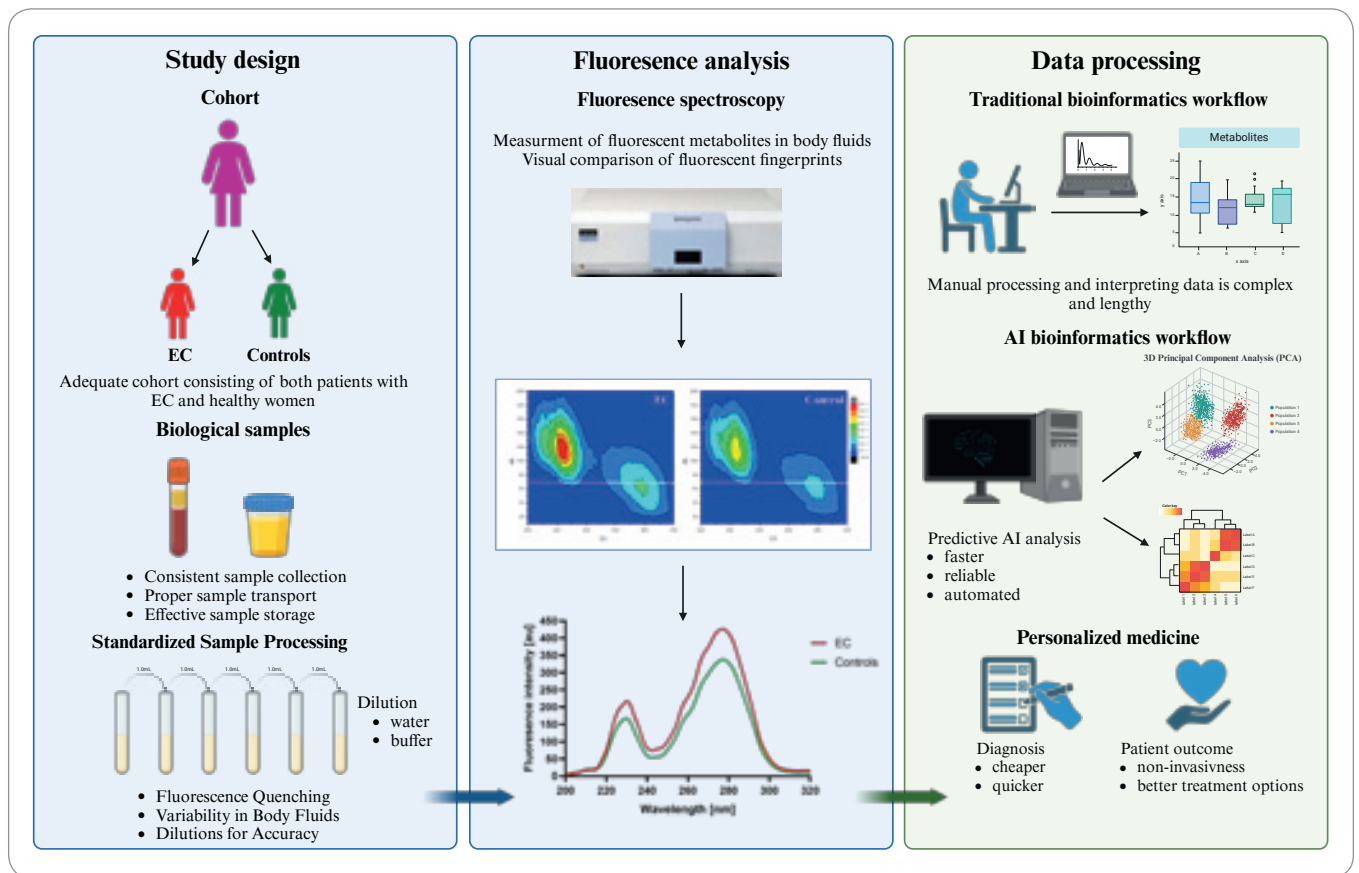 Study design
Cohort
EC
Controls
Adequate cohort consisting of both patients with
EC and healthy women
Biological samples
• Consistent sample collection
• Proper sample transport
• Effective sample storage
Standardized Sample Processing
1.0mL 1.0mL 1.0mL 1.0mL 1.0mL
Dilution
• water
• buffer
• Fluorescence Quenching
• Variability in Body Fluids
• Dilutions for Accuracy
Fluoresence analysis
Fluoresence spectroscopy
Measurment of fluorescent metabolites in body fluids
Visual comparison of fluorescent fingerprints
EC
Control
450
400
350
300
250
200
150
100
50
0
Fluorescence intensity [au]
200 220 240 260 280 300 320
Wavelength [nm]
EC
Controls
Data processing
Traditional bioinformatics workflow
Metabolites
y axis
A B C D
x axis
Manual processing and interpreting data is complex
and lengthy
AI bioinformatics workflow
3D Principal Component Analysis (PCA)
Population 1
Population 2
Population 3
Population 4
PC1
PC2
PC3
Predictive AI analysis
• faster
• reliable
• automated
Personalized medicine
Diagnosis
• cheaper
• quicker
Patient outcome
• non-invasivness
• better treatment options